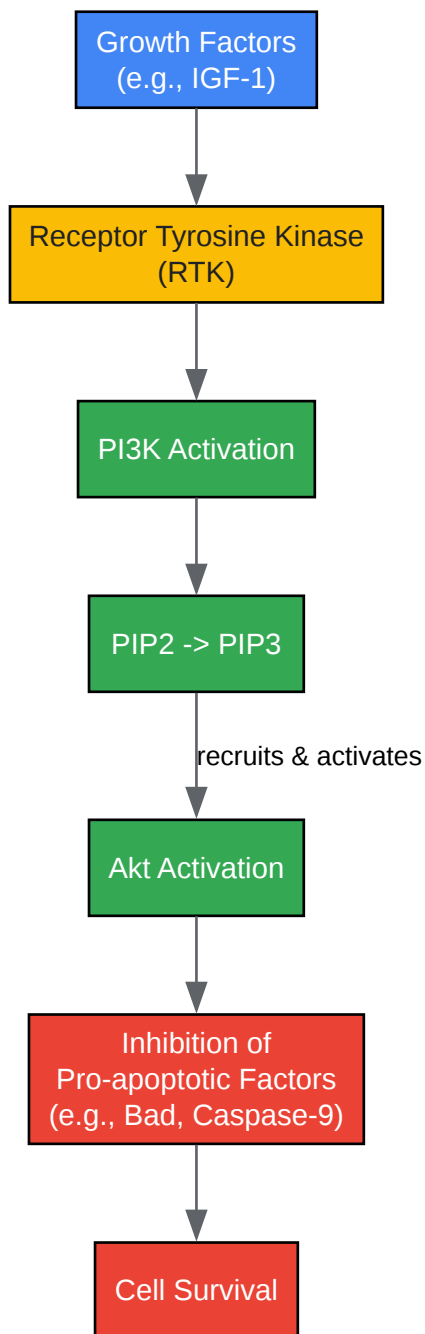 Growth Factors
(e.g., IGF-1)
Receptor Tyrosine Kinase
(RTK)
PI3K Activation
PIP2 -> PIP3
recruits & activates
Akt Activation
Inhibition of
Pro-apoptotic Factors
(e.g., Bad, Caspase-9)
Cell Survival